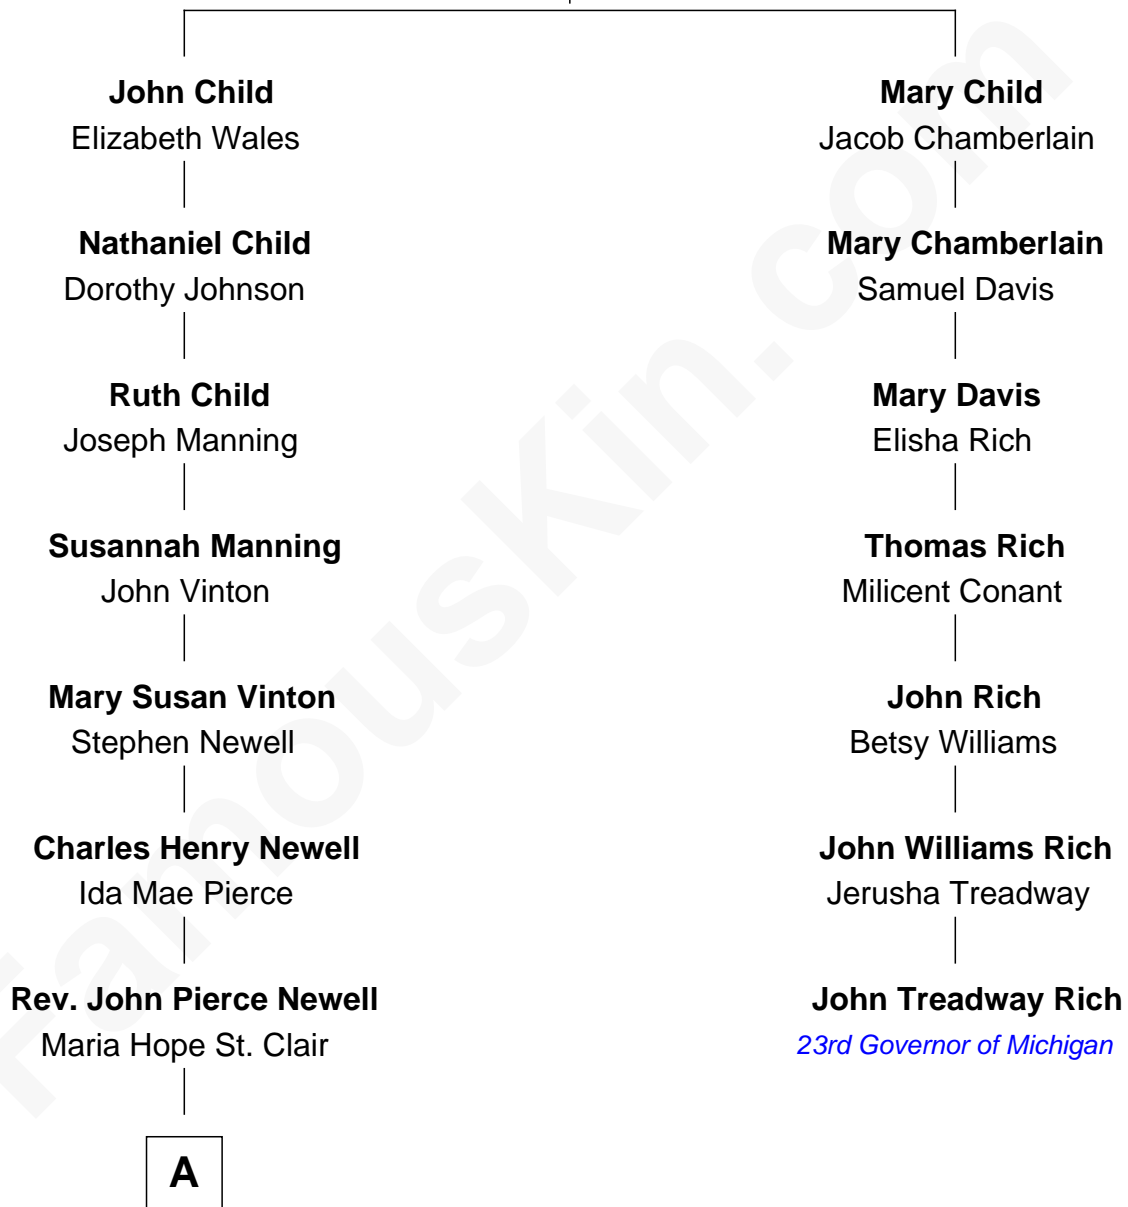 John Child
Elizabeth Wales
Nathaniel Child
Dorothy Johnson
Ruth Child
Joseph Manning
Susannah Manning
John Vinton
Mary Susan Vinton
Stephen Newell
Charles Henry Newell
Ida Mae Pierce
Rev. John Pierce Newell
Maria Hope St. Clair
A
Mary Child
Jacob Chamberlain
Mary Chamberlain
Samuel Davis
Mary Davis
Elisha Rich
Thomas Rich
Milicent Conant
John Rich
Betsy Williams
John Williams Rich
Jerusha Treadway
John Treadway Rich
23rd Governor of Michigan
FamousKin.com